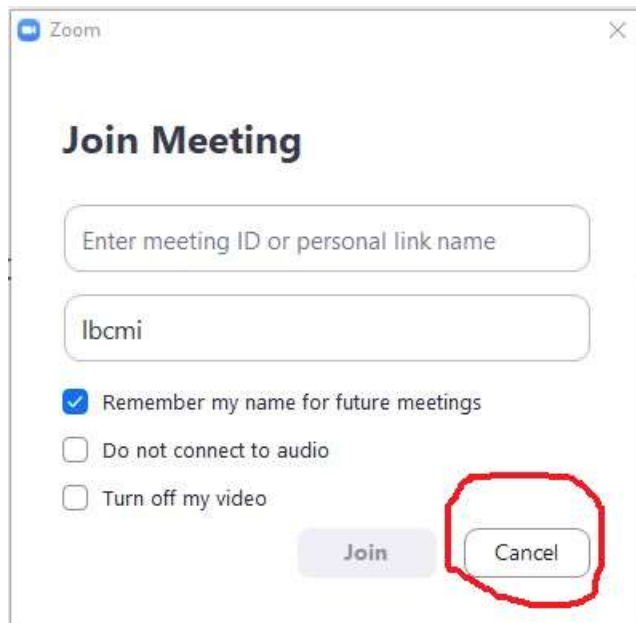 Zoom
Join Meeting
Enter meeting ID or personal link name
lbcmi
Remember my name for future meetings
Do not connect to audio
Turn off my video
Join Cancel